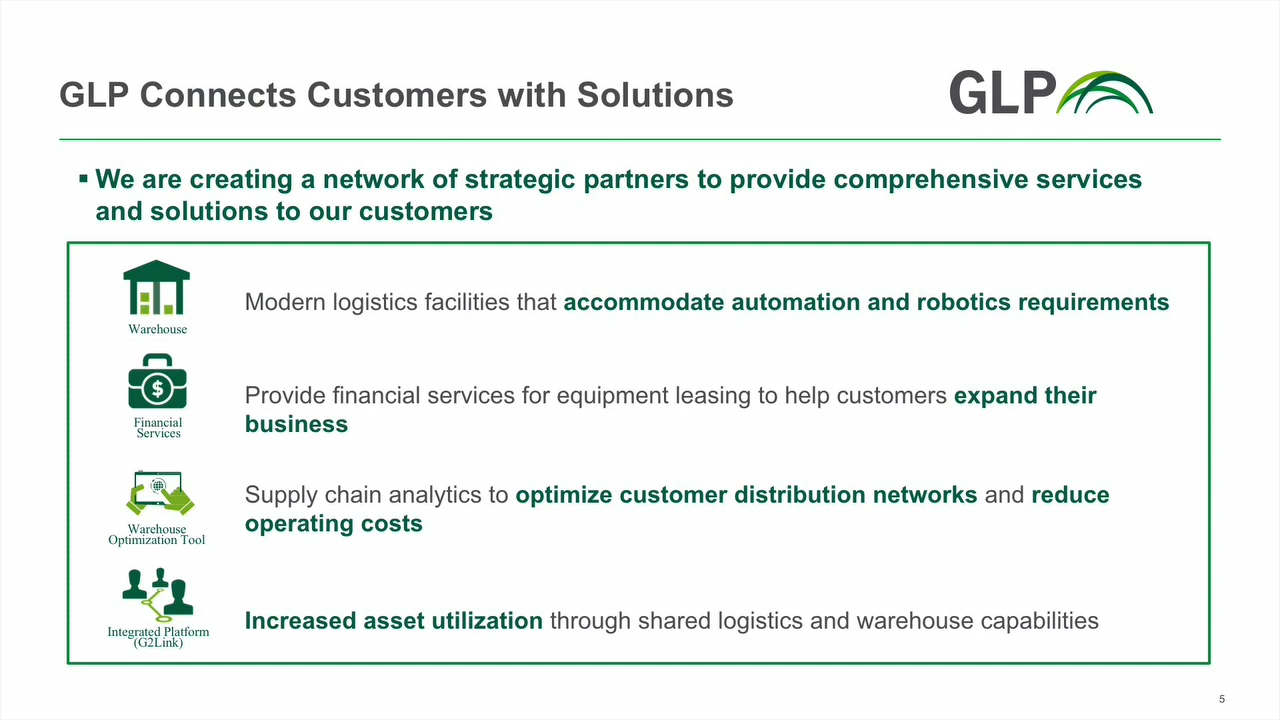 GLP Connects Customers with Solutions
GLP
▪ We are creating a network of strategic partners to provide comprehensive services
and solutions to our customers
Warehouse
Modern logistics facilities that accommodate automation and robotics requirements
$
Financial
Services
Provide financial services for equipment leasing to help customers expand their
business
Warehouse
Optimization Tool
Supply chain analytics to optimize customer distribution networks and reduce
operating costs
Integrated Platform
(G2Link)
Increased asset utilization through shared logistics and warehouse capabilities
5